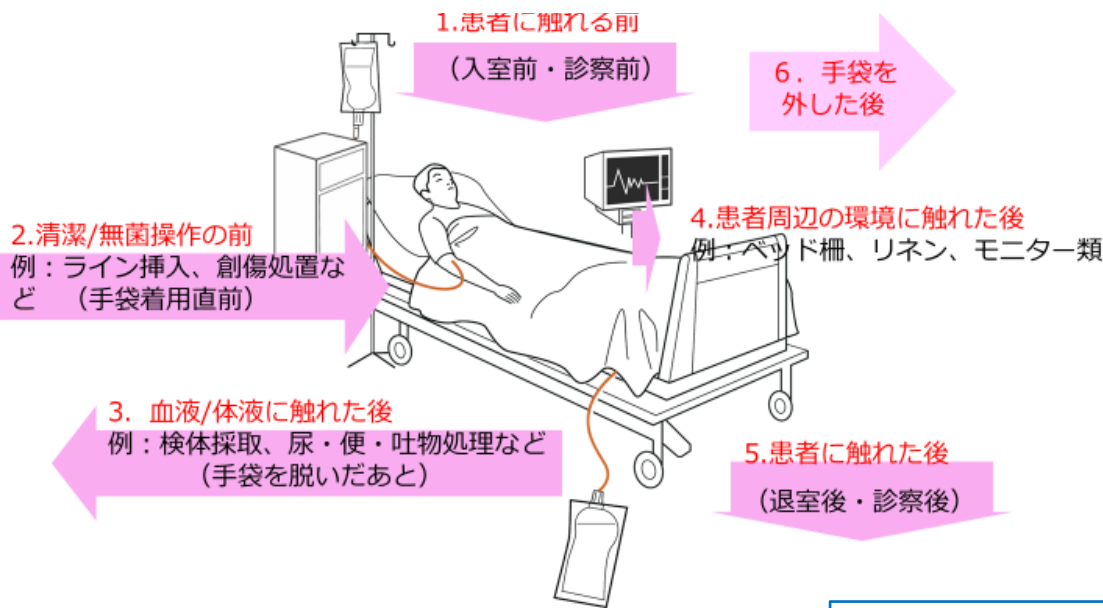 1.患者に触れる前
（入室前・診察前）
6．手袋を
外した後
2.清潔/無菌操作の前
例：ライン挿入、創傷処置な
ど　（手袋着用直前）
4.患者周辺の環境に触れた後
例：ベッド柵、リネン、モニター類
3．血液/体液に触れた後
例：検体採取、尿・便・吐物処理など
（手袋を脱いだあと）
5.患者に触れた後
（退室後・診察後）